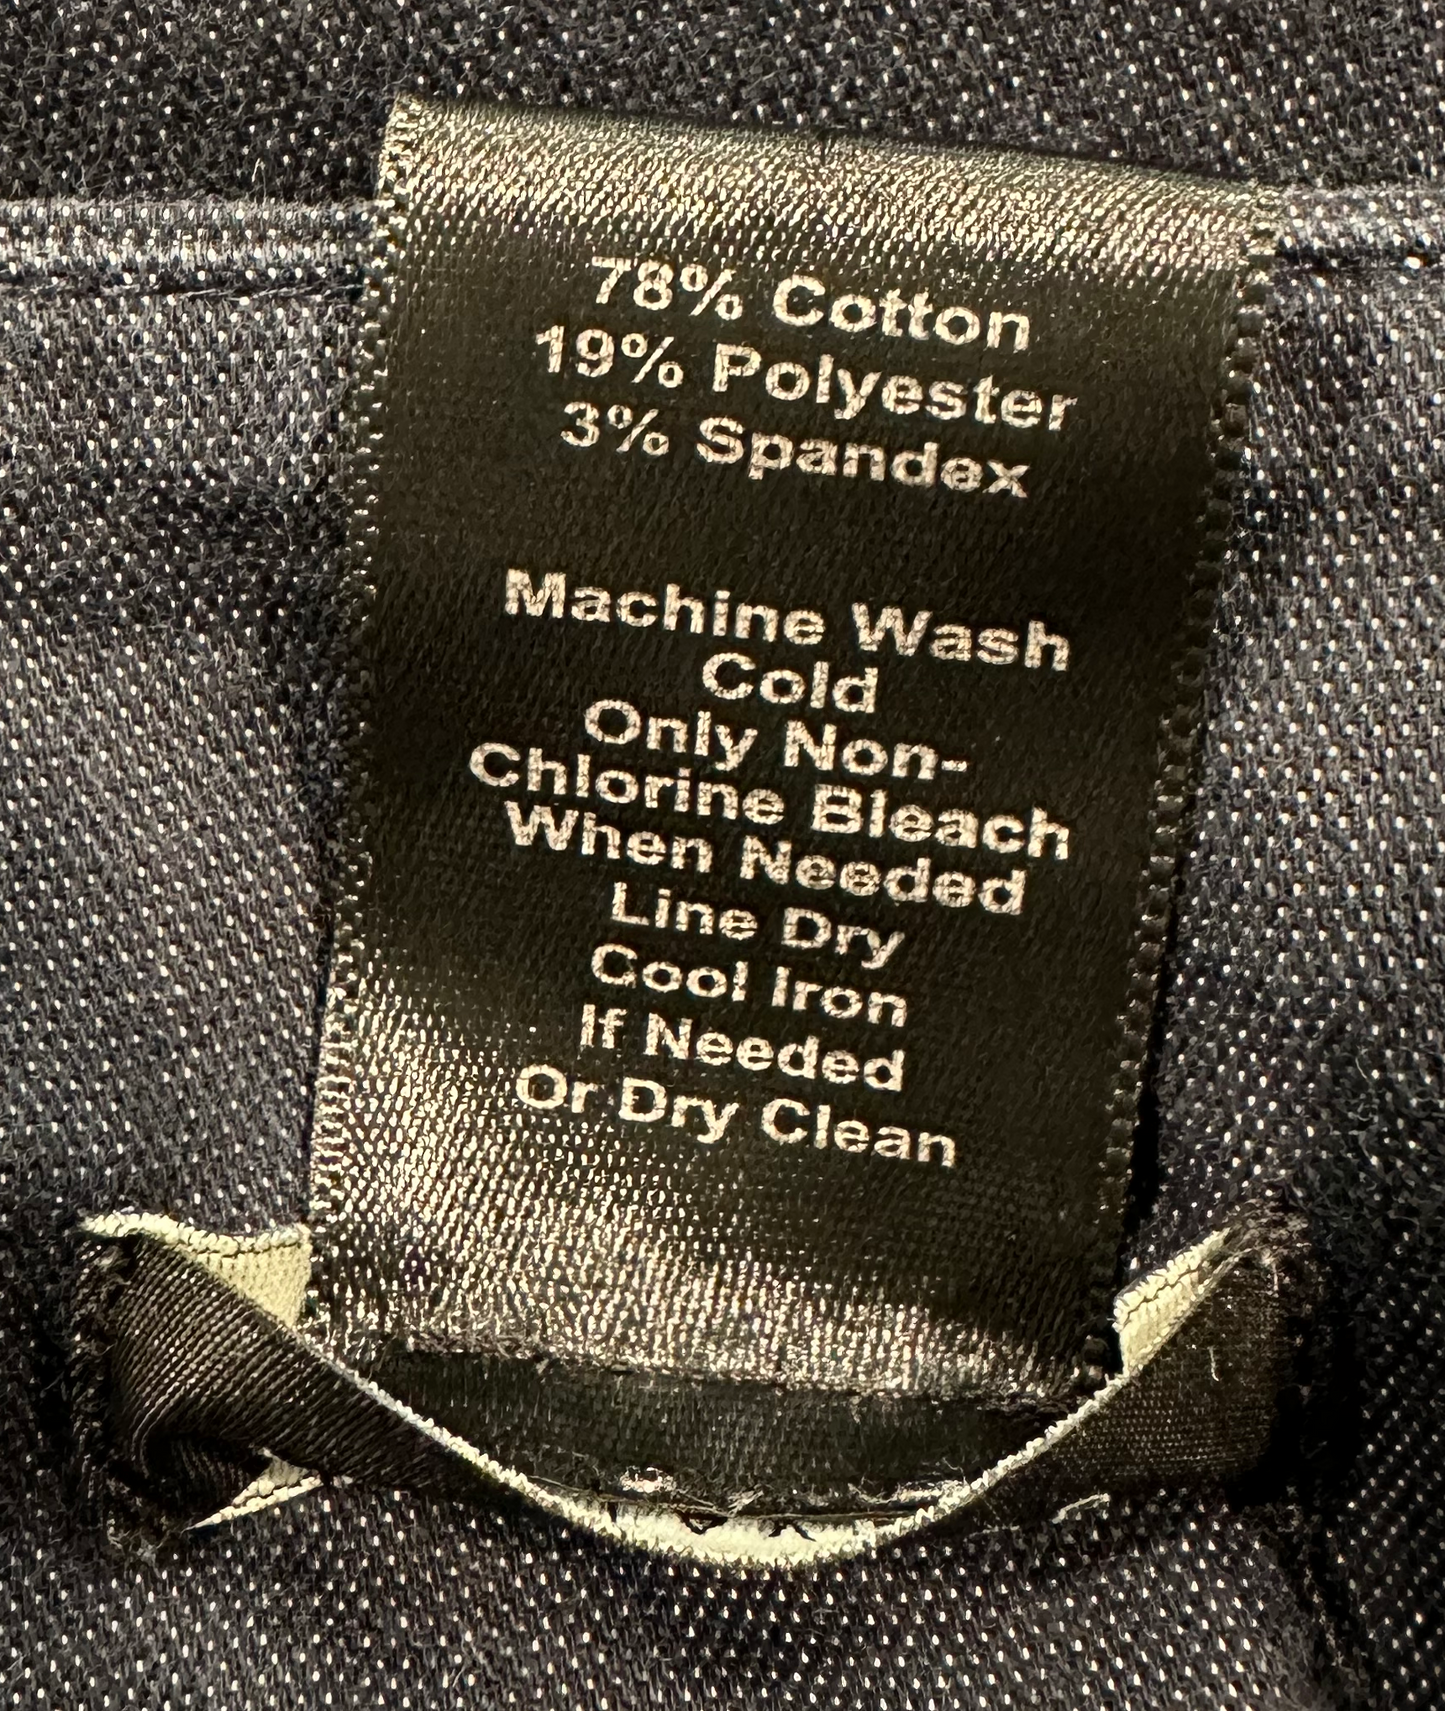 78% Cotton
19% Polyester
3% Spandex
Machine Wash
Cold
Only Non-
Chlorine Bleach
When Needed
Line Dry
Cool Iron
If Needed
Or Dry Clean